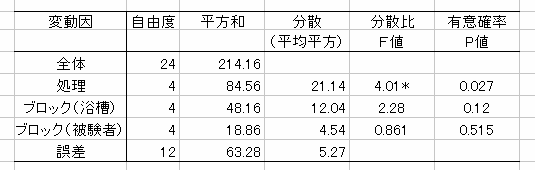 変動因 自由度 平方和 分散 (平均平方) 分散比 F値 有意確率 P値
全体 24 214.16
処理 4 84.56 21.14 4.01* 0.027
ブロック(浴槽) 4 48.16 12.04 2.28 0.12
ブロック(被験者) 4 18.86 4.54 0.861 0.515
誤差 12 63.28 5.27